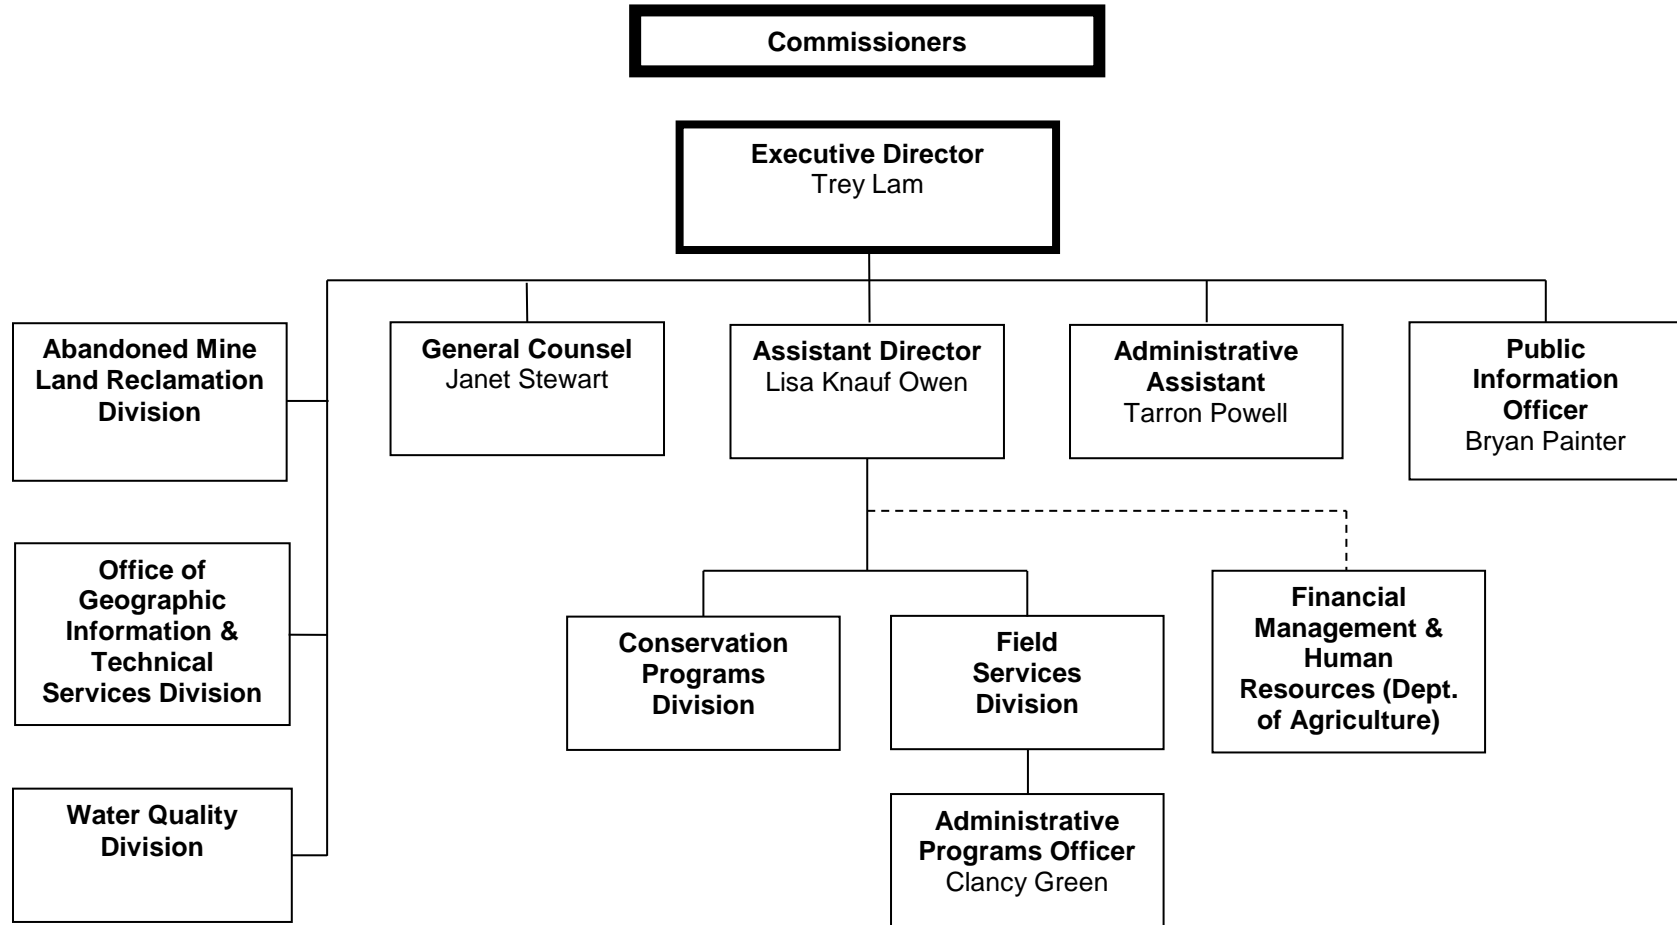 Commissioners
Executive Director
Trey Lam
Abandoned Mine
Land Reclamation
Division
General Counsel
Janet Stewart
Assistant Director
Lisa Knauf Owen
Administrative
Assistant
Tarron Powell
Public
Information
Officer
Bryan Painter
Office of
Geographic
Information &
Technical
Services Division
Conservation
Programs
Division
Field
Services
Division
Financial
Management &
Human
Resources (Dept.
of Agriculture)
Water Quality
Division
Administrative
Programs Officer
Clancy Green